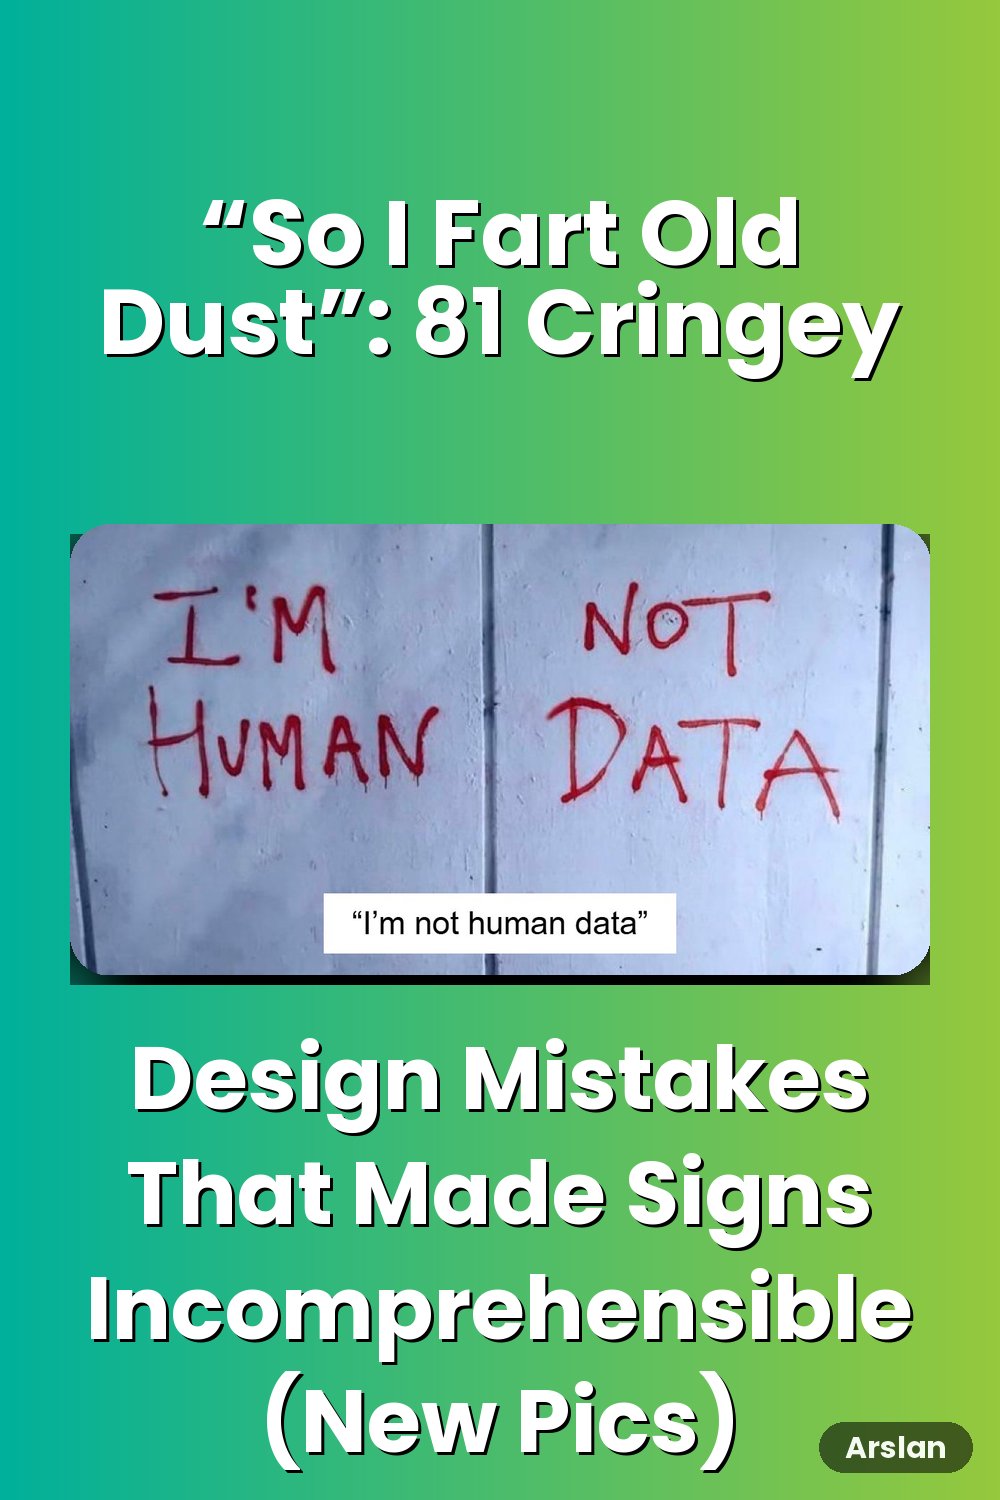 “So I Fart Old
Dust”: 81 Cringey
I'M NOT
HUMAN DATA
“I’m not human data”
Design Mistakes
That Made Signs
Incomprehensible
(New Pics)
Arslan